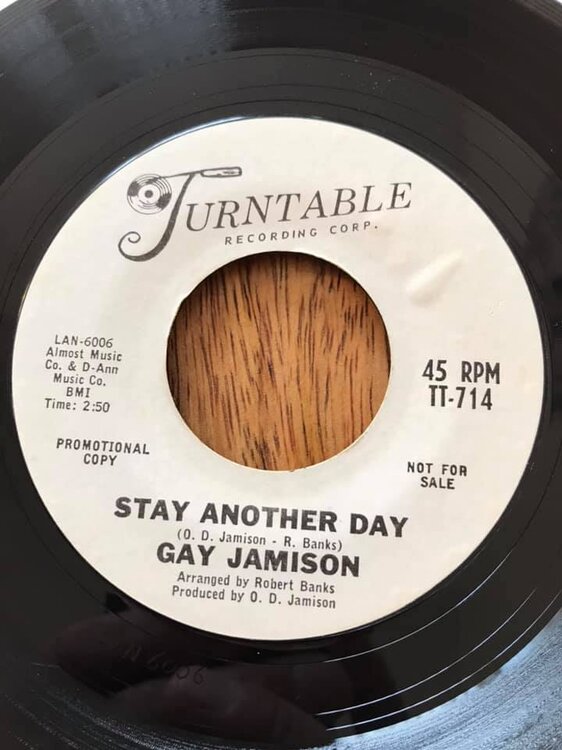 TURNTABLE
RECORDING CORP.
LAN-6006
Almost Music
Co. & D-Ann
Music Co.
BMI
Time: 2:50
45 RPM
TT-714
PROMOTIONAL
COPY
NOT FOR
SALE
STAY ANOTHER DAY
(O. D. Jamison - R. Banks)
GAY JAMISON
Arranged by Robert Banks
Produced by O. D. Jamison